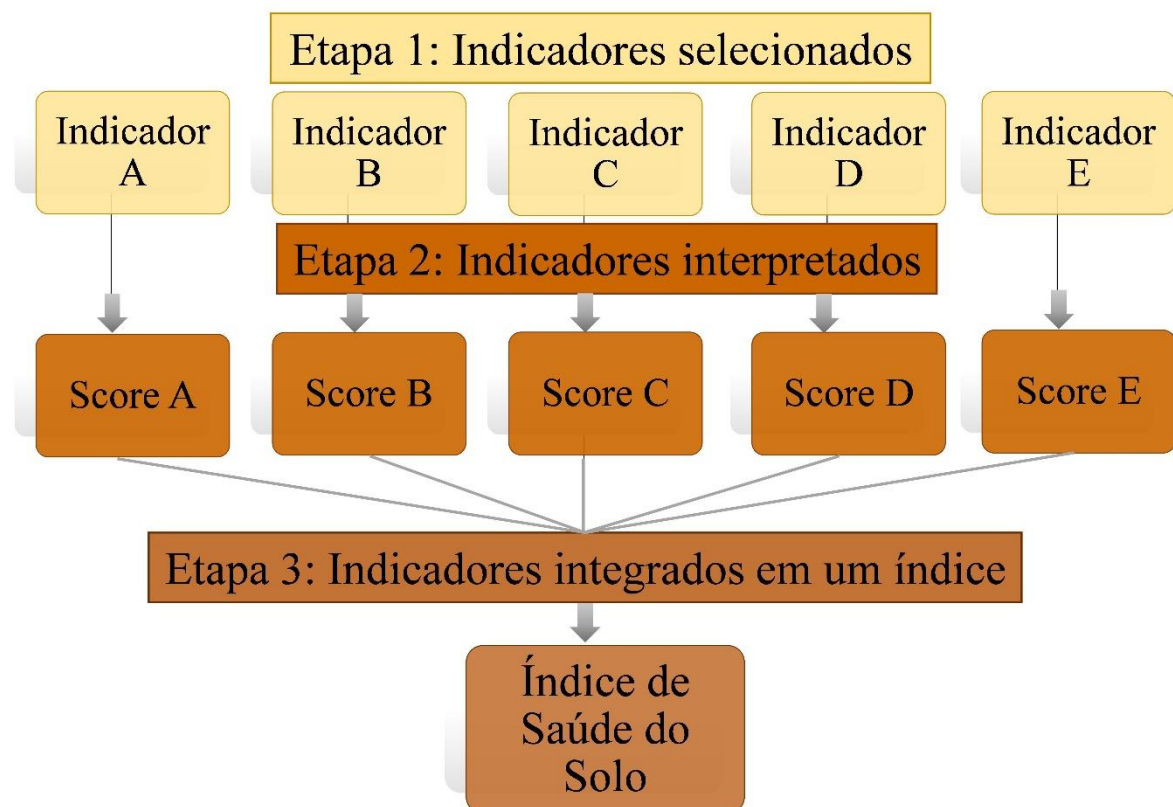 Etapa 1: Indicadores selecionados
Indicador
A
Indicador
B
Indicador
C
Indicador
D
Indicador
E
Etapa 2: Indicadores interpretados
Score A
Score B
Score C
Score D
Score E
Etapa 3: Indicadores integrados em um índice
Índice de
Saúde do
Solo